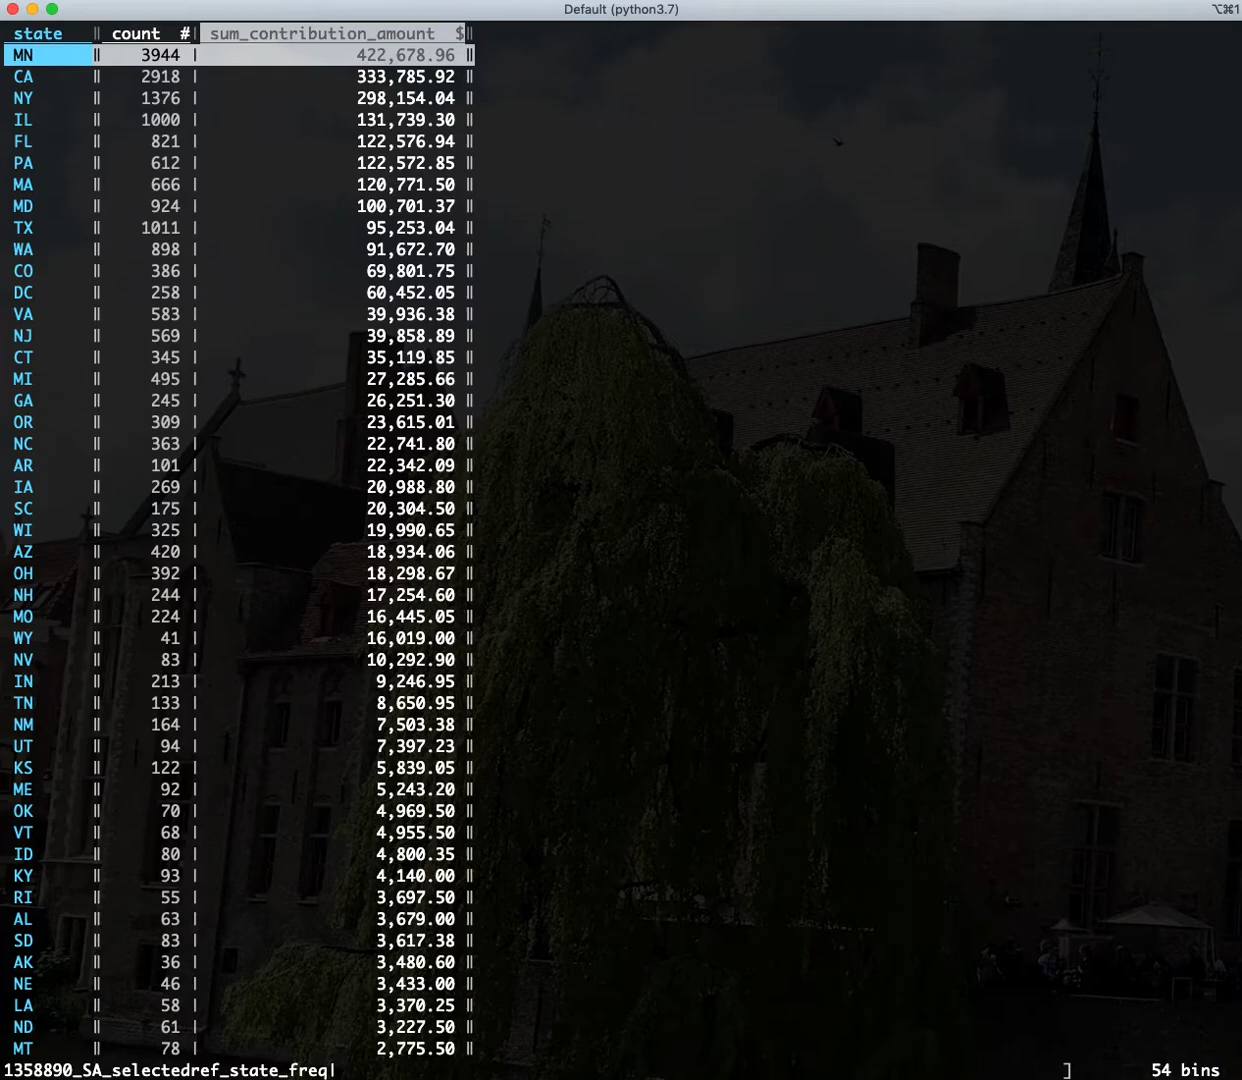 Default (python3.7)
⌥⌘1
state ‖ count #| sum_contribution_amount $‖
MN ‖ 3944 | 422,678.96 ‖
CA ‖ 2918 | 333,785.92 ‖
NY ‖ 1376 | 298,154.04 ‖
IL ‖ 1000 | 131,739.30 ‖
FL ‖ 821 | 122,576.94 ‖
PA ‖ 612 | 122,572.85 ‖
MA ‖ 666 | 120,771.50 ‖
MD ‖ 924 | 100,701.37 ‖
TX ‖ 1011 | 95,253.04 ‖
WA ‖ 898 | 91,672.70 ‖
CO ‖ 386 | 69,801.75 ‖
DC ‖ 258 | 60,452.05 ‖
VA ‖ 583 | 39,936.38 ‖
NJ ‖ 569 | 39,858.89 ‖
CT ‖ 345 | 35,119.85 ‖
MI ‖ 495 | 27,285.66 ‖
GA ‖ 245 | 26,251.30 ‖
OR ‖ 309 | 23,615.01 ‖
NC ‖ 363 | 22,741.80 ‖
AR ‖ 101 | 22,342.09 ‖
IA ‖ 269 | 20,988.80 ‖
SC ‖ 175 | 20,304.50 ‖
WI ‖ 325 | 19,990.65 ‖
AZ ‖ 420 | 18,934.06 ‖
OH ‖ 392 | 18,298.67 ‖
NH ‖ 244 | 17,254.60 ‖
MO ‖ 224 | 16,445.05 ‖
WY ‖ 41 | 16,019.00 ‖
NV ‖ 83 | 10,292.90 ‖
IN ‖ 213 | 9,246.95 ‖
TN ‖ 133 | 8,650.95 ‖
NM ‖ 164 | 7,503.38 ‖
UT ‖ 94 | 7,397.23 ‖
KS ‖ 122 | 5,839.05 ‖
ME ‖ 92 | 5,243.20 ‖
OK ‖ 70 | 4,969.50 ‖
VT ‖ 68 | 4,955.50 ‖
ID ‖ 80 | 4,800.35 ‖
KY ‖ 93 | 4,140.00 ‖
RI ‖ 55 | 3,697.50 ‖
AL ‖ 63 | 3,679.00 ‖
SD ‖ 83 | 3,617.38 ‖
AK ‖ 36 | 3,480.60 ‖
NE ‖ 46 | 3,433.00 ‖
LA ‖ 58 | 3,370.25 ‖
ND ‖ 61 | 3,227.50 ‖
MT ‖ 78 | 2,775.50 ‖
1358890_SA_selectedref_state_freq| ] 54 bins